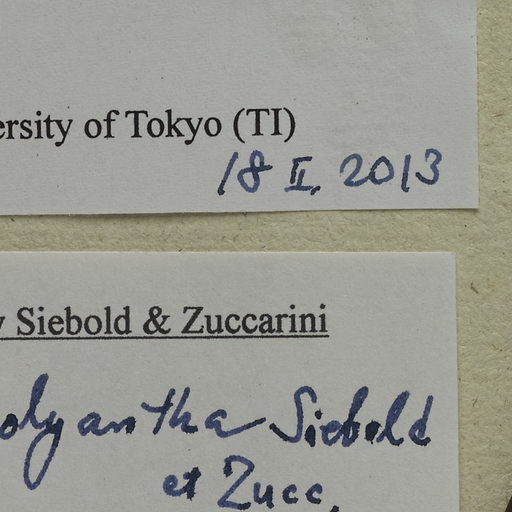 ersity of Tokyo (TI)
18 II. 2013
y Siebold & Zuccarini
olyantha Siebold
et Zucc.